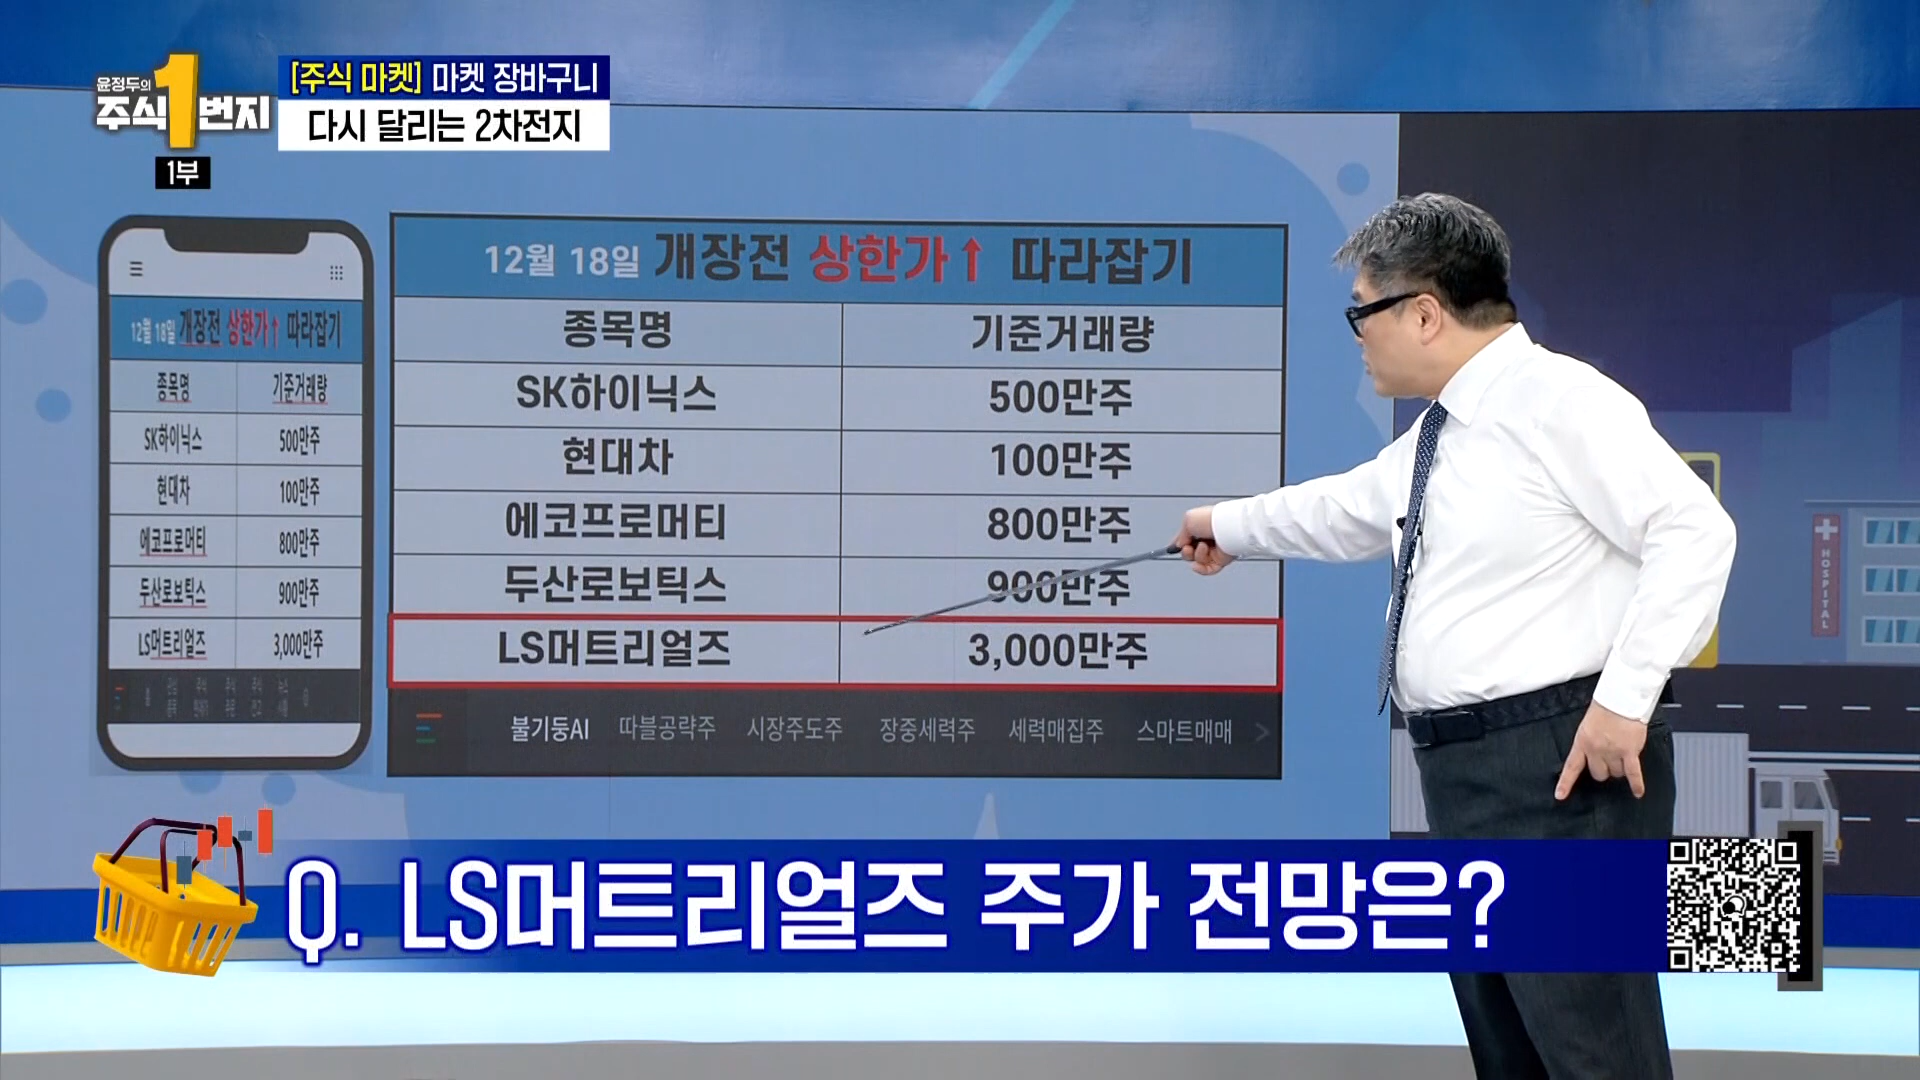 윤정두의
주식1번지
1부
[주식 마켓] 마켓 장바구니
다시 달리는 2차전지
12월 18일 개장전 상한가↑ 따라잡기
종목명 기준거래량
SK하이닉스 500만주
현대차 100만주
에코프로머티 800만주
두산로보틱스 900만주
LS머트리얼즈 3,000만주
12월 18일 개장전 상한가↑ 따라잡기
종목명 기준거래량
SK하이닉스 500만주
현대차 100만주
에코프로머티 800만주
두산로보틱스 900만주
LS머트리얼즈 3,000만주
불기둥AI 따블공략주 시장주도주 장중세력주 세력매집주 스마트매매
HOSPITAL
Q. LS머트리얼즈 주가 전망은?